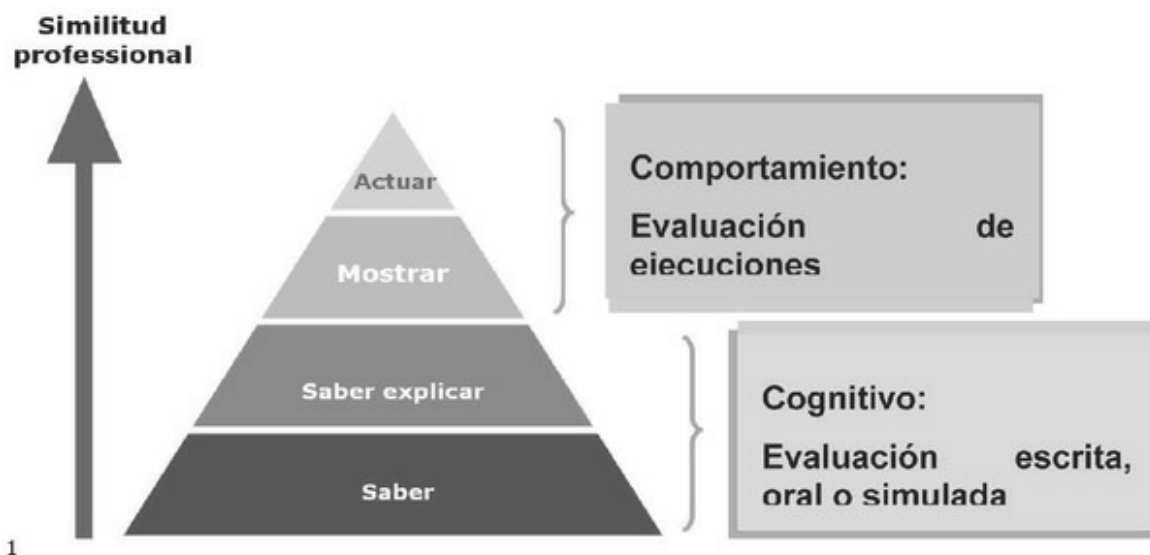 Similitud
professional
Actuar
Mostrar
Saber explicar
Saber
Comportamiento:
Evaluación de
ejecuciones
Cognitivo:
Evaluación escrita,
oral o simulada
1